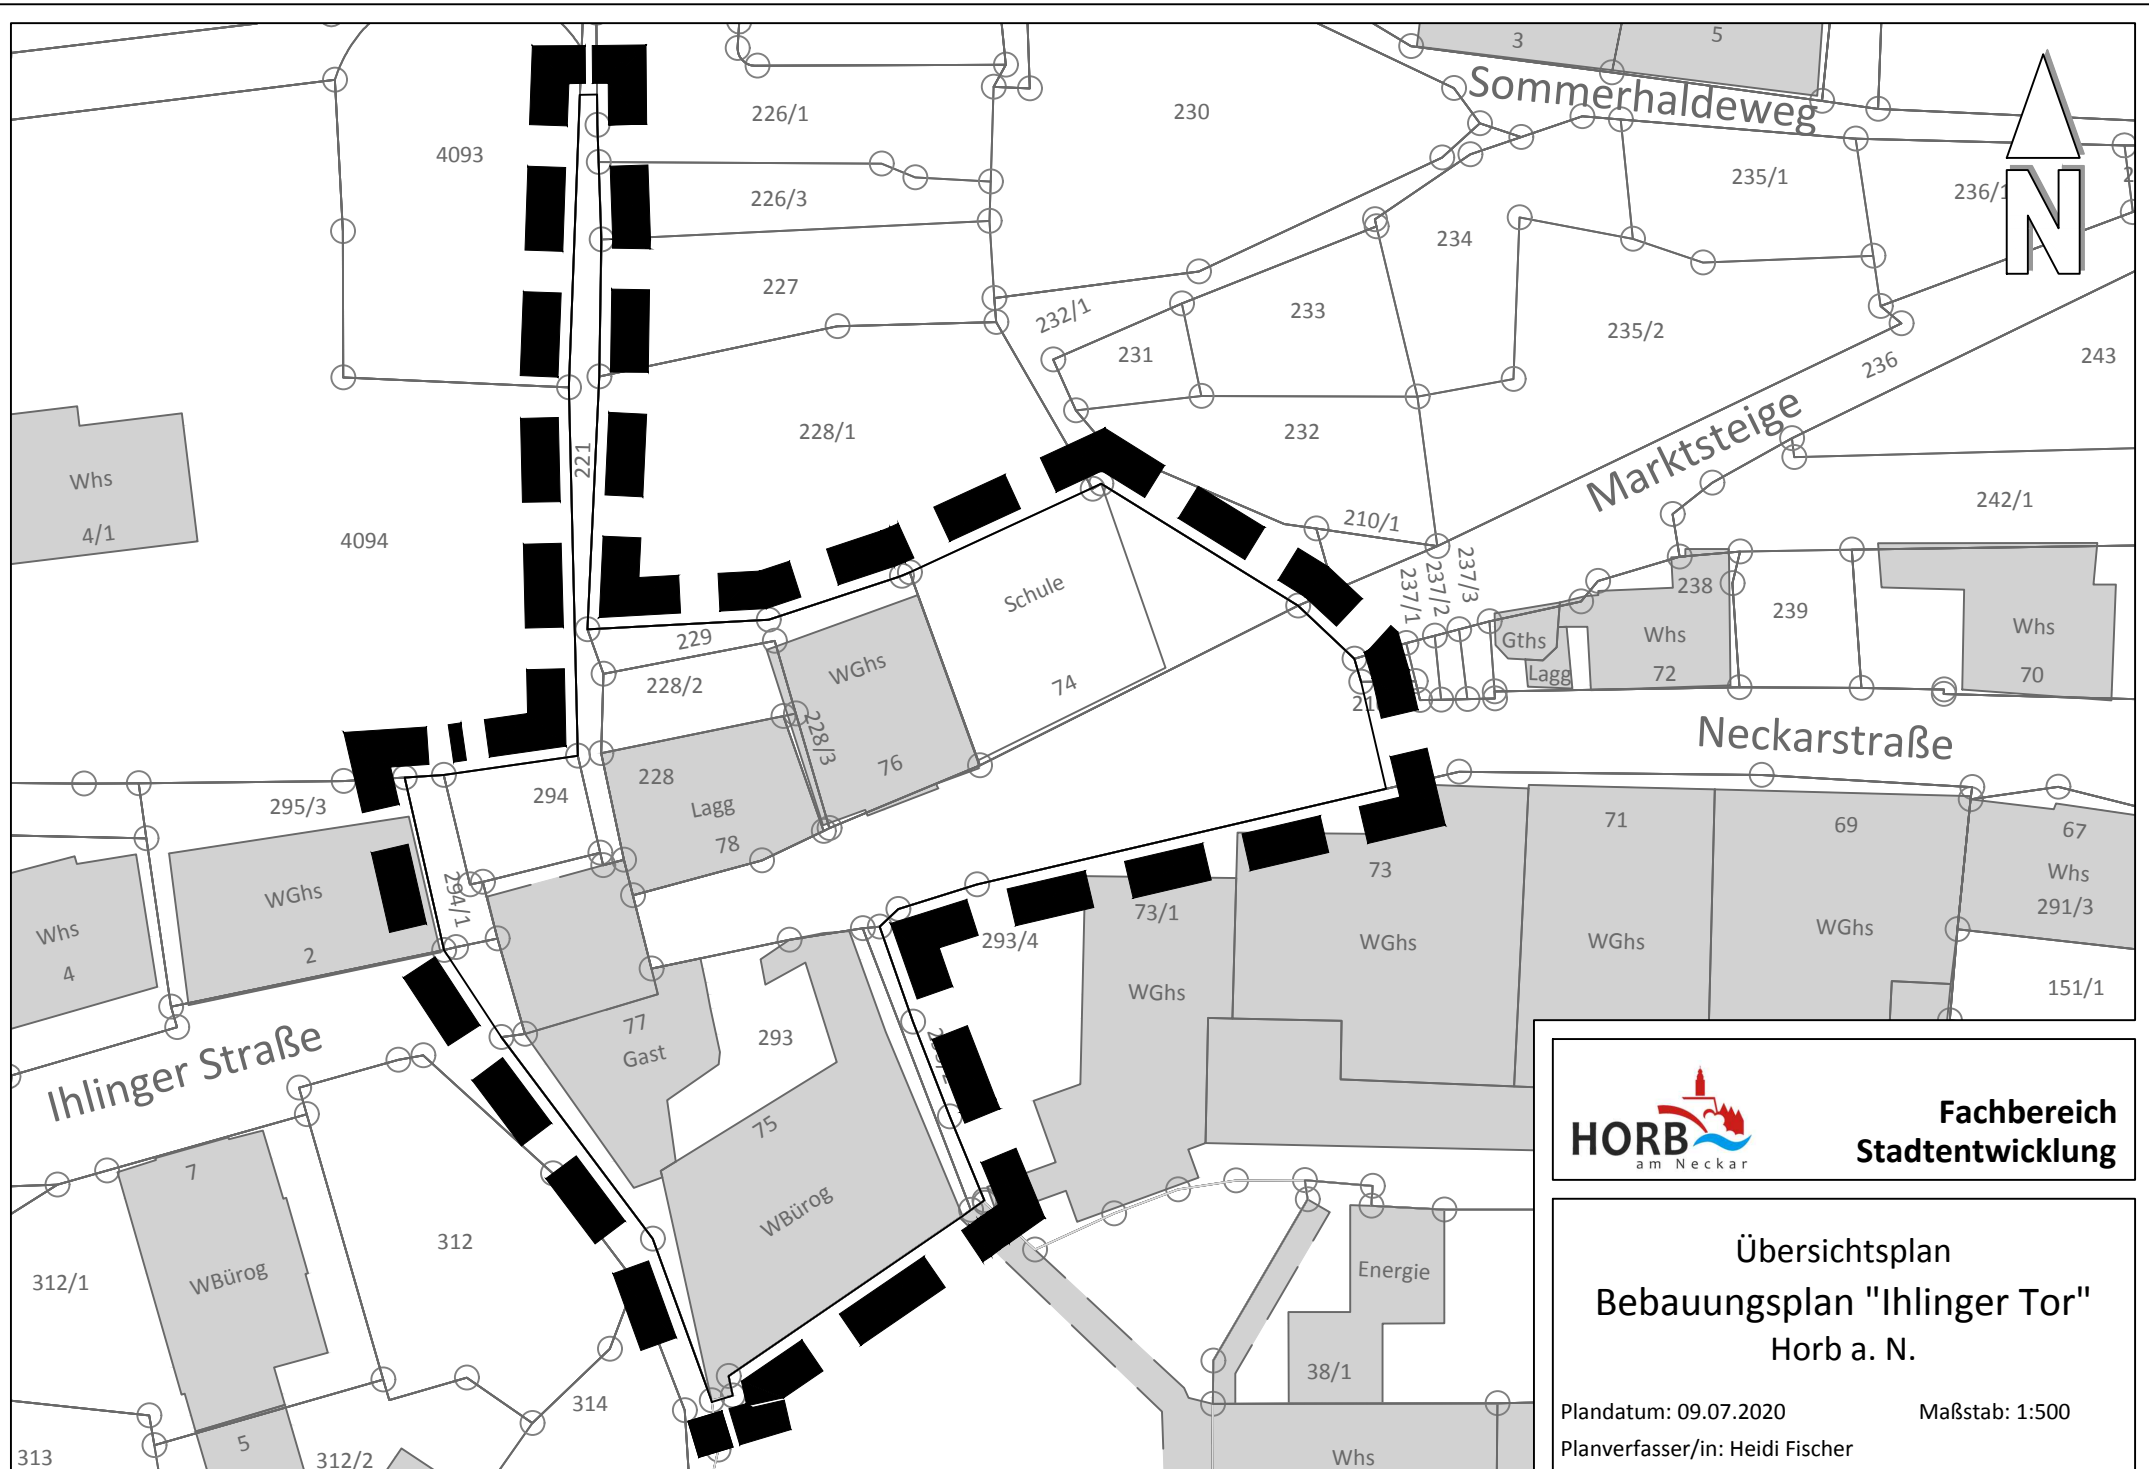 3
5
Sommerhaldeweg
N
226/1
230
4093
235/1
236/1
226/3
234
227
232/1
233
231
235/2
236
243
228/1
232
Marktsteige
221
Whs
4/1
4094
210/1
242/1
237/1
237/2
237/3
238
239
Schule
74
229
WGhs
76
Gths
Lagg
Whs
72
Whs
70
228/2
228/3
Neckarstraße
228
Lagg
78
294
295/3
294/1
WGhs
2
Whs
4
71
69
67
Whs
291/3
73
73/1
293/4
WGhs
WGhs
WGhs
WGhs
151/1
77
Gast
293
75
WBürog
Ihlinger Straße
7
WBürog
312
312/1
314
5
313
312/2
Energie
38/1
Whs
HORB
am Neckar
Fachbereich
Stadtentwicklung
Übersichtsplan
Bebauungsplan "Ihlinger Tor"
Horb a. N.
Plandatum: 09.07.2020
Maßstab: 1:500
Planverfasser/in: Heidi Fischer